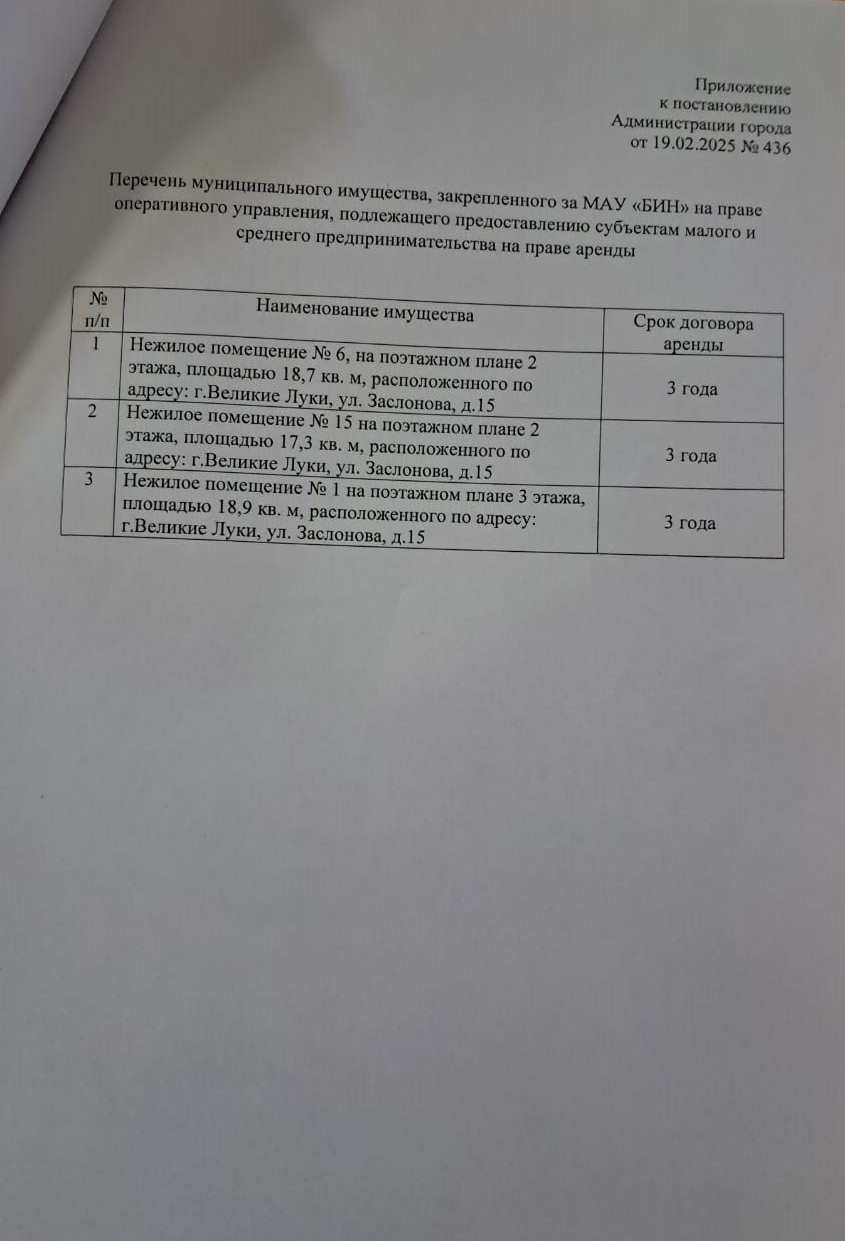 Приложение
к постановлению
Администрации города
от 19.02.2025 № 436
Перечень муниципального имущества, закрепленного за МАУ «БИН» на праве
оперативного управления, подлежащего предоставлению субъектам малого и
среднего предпринимательства на праве аренды
№
п/п
Наименование имущества
Срок договора
аренды
1
Нежилое помещение № 6, на поэтажном плане 2
этажа, площадью 18,7 кв. м, расположенного по
адресу: г.Великие Луки, ул. Заслонова, д.15
3 года
2
Нежилое помещение № 15 на поэтажном плане 2
этажа, площадью 17,3 кв. м, расположенного по
адресу: г.Великие Луки, ул. Заслонова, д.15
3 года
3
Нежилое помещение № 1 на поэтажном плане 3 этажа,
площадью 18,9 кв. м, расположенного по адресу:
г.Великие Луки, ул. Заслонова, д.15
3 года